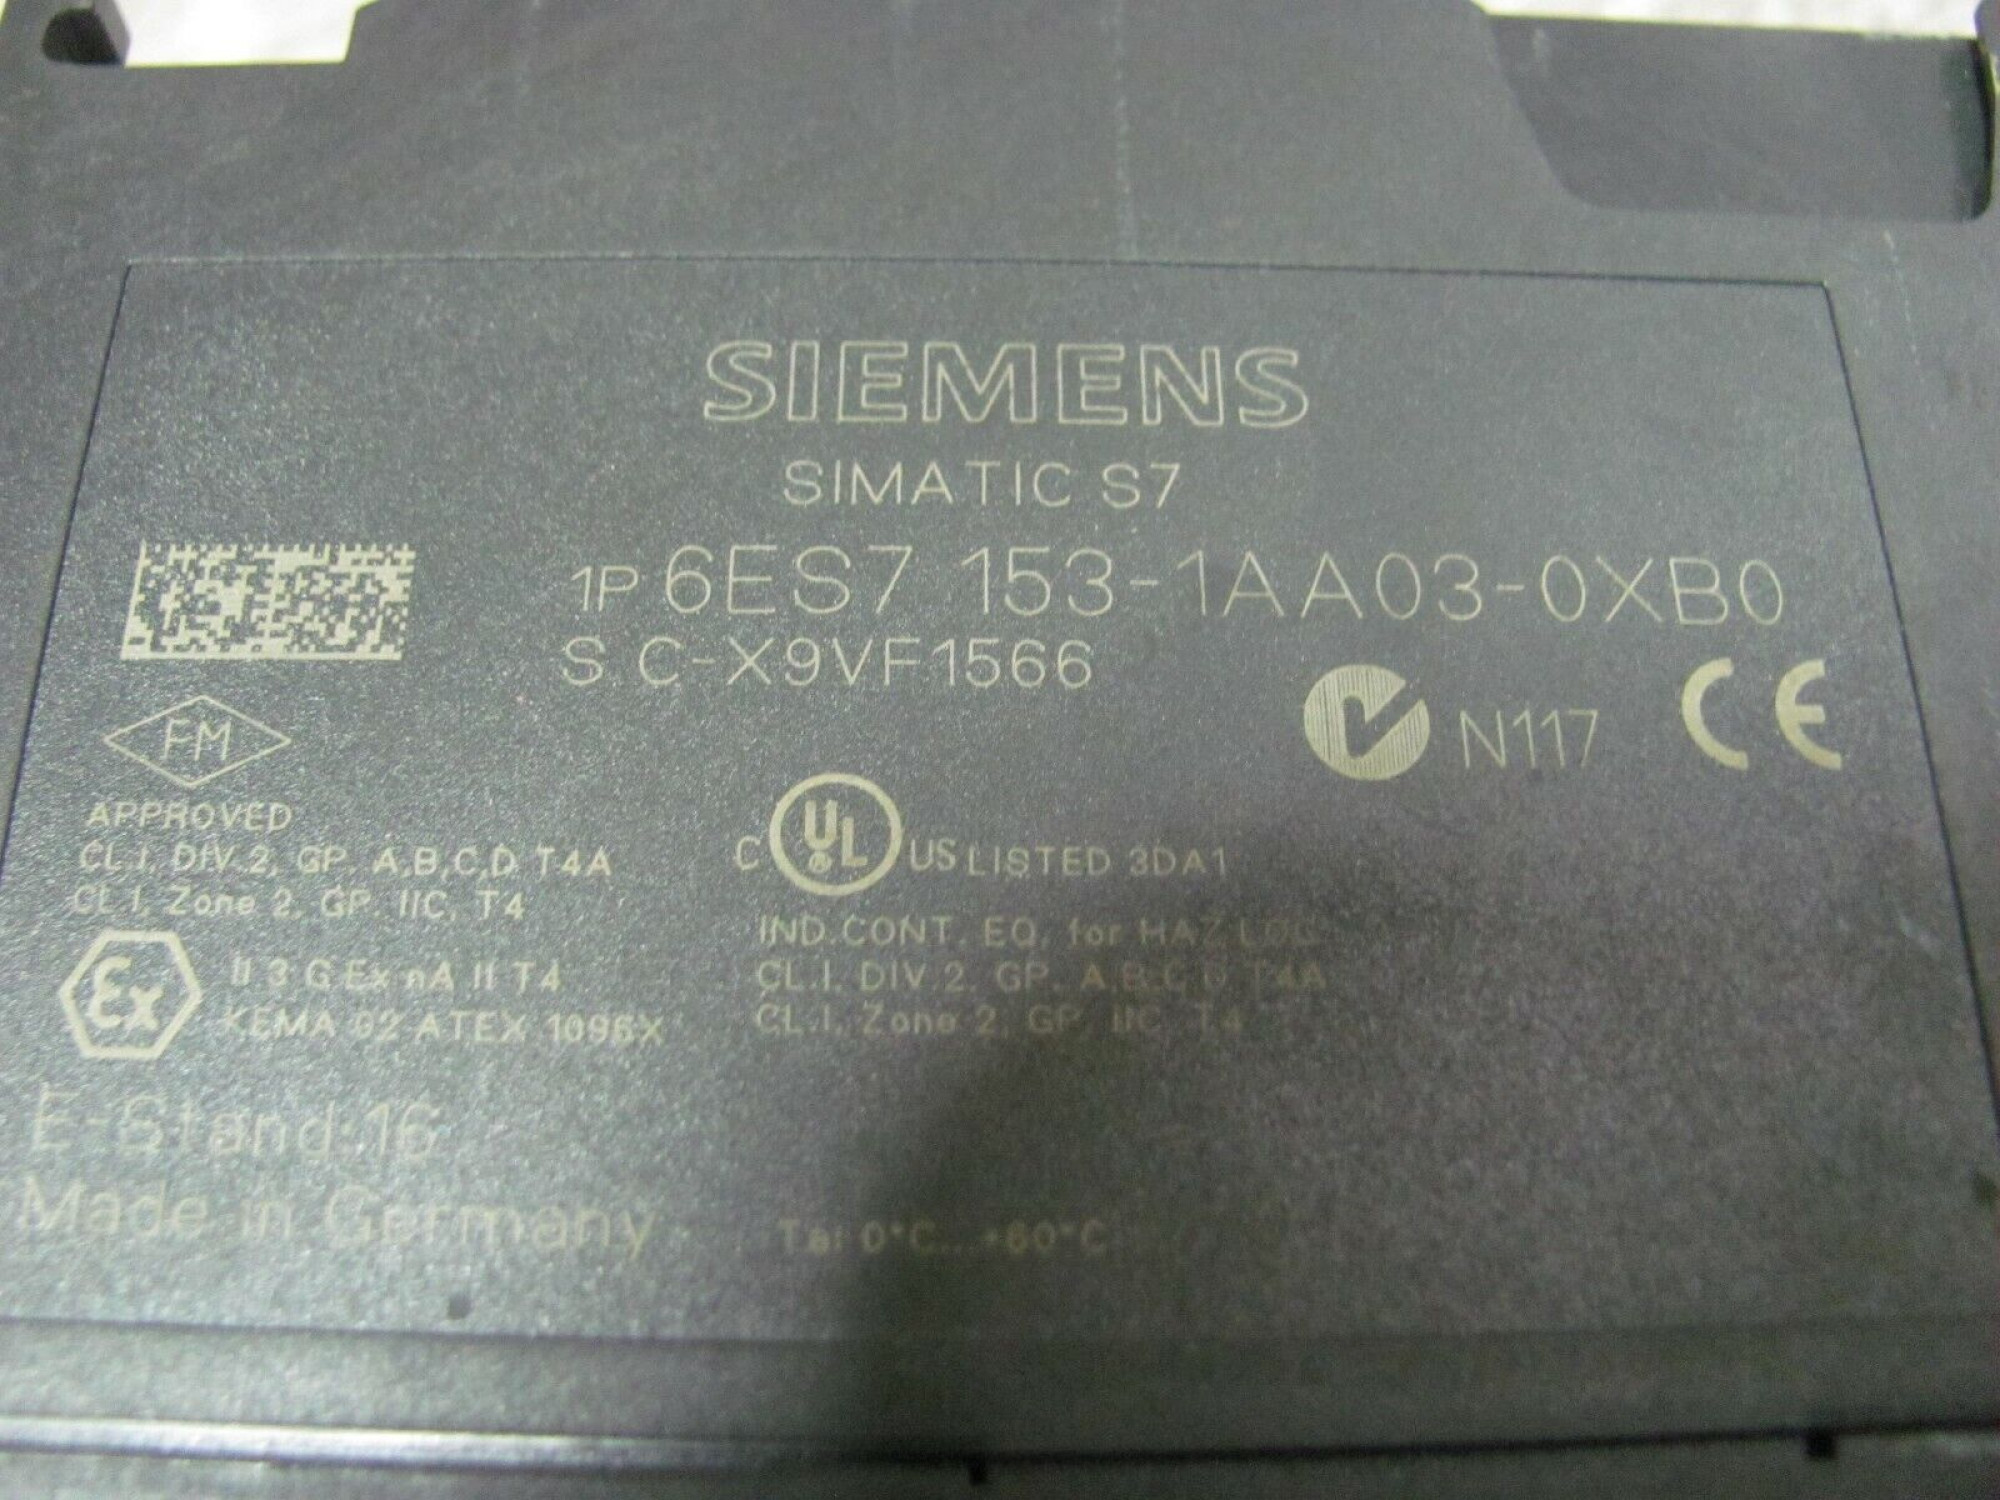 SIEMENS
SIMATIC S7
1P 6ES7 153-1AA03-0XB0
S C-X9VF1566
N117 CE
FM
APPROVED
CL.I, DIV.2, GP. A,B,C,D T4A
CL.I, Zone 2, GP. IIC, T4
C UL US LISTED 3DA1
IND.CONT. EQ. for HAZ.LOC.
CL.I, DIV.2, GP. A,B,C,D T4A
CL.I, Zone 2, GP. IIC T4
Ex II 3 G Ex nA II T4
KEMA 02 ATEX 1096X
E-Stand:16
Made in Germany
Ta: 0°C...+60°C